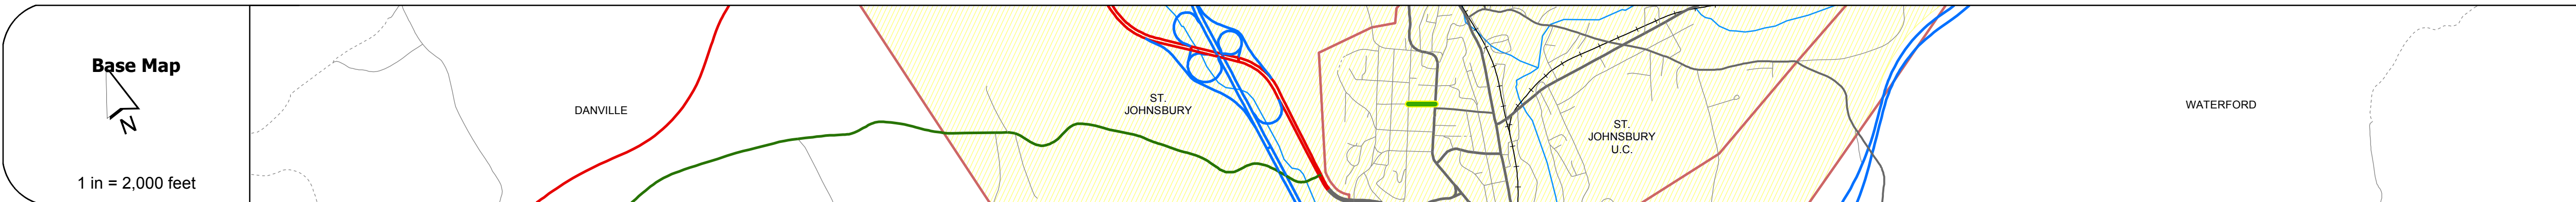 Base Map
N
1 in = 2,000 feet
DANVILLE
ST.
JOHNSBURY
ST.
JOHNSBURY
U.C.
WATERFORD